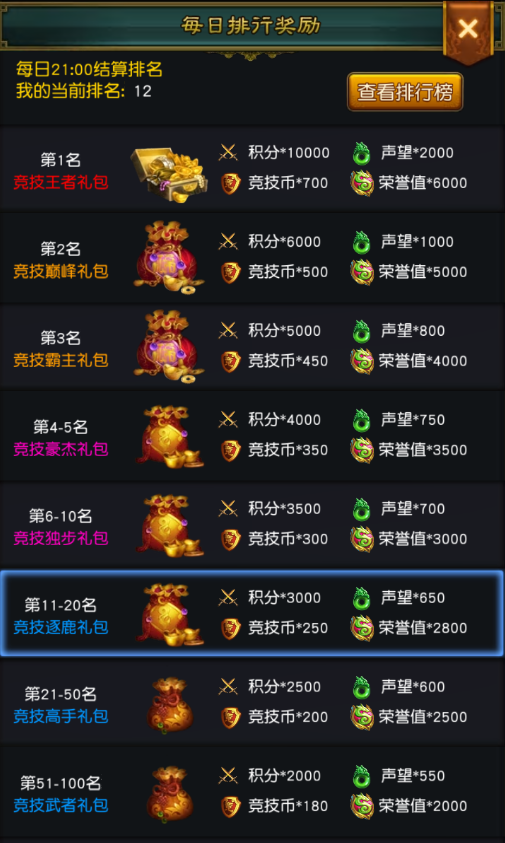 每日排行奖励
每日21:00结算排名
我的当前排名: 12
查看排行榜
第1名
竞技王者礼包
积分*10000
声望*2000
竞技币*700
荣誉值*6000
第2名
竞技巅峰礼包
积分*6000
声望*1000
竞技币*500
荣誉值*5000
第3名
竞技霸主礼包
积分*5000
声望*800
竞技币*450
荣誉值*4000
第4-5名
竞技豪杰礼包
积分*4000
声望*750
竞技币*350
荣誉值*3500
第6-10名
竞技独步礼包
积分*3500
声望*700
竞技币*300
荣誉值*3000
第11-20名
竞技逐鹿礼包
积分*3000
声望*650
竞技币*250
荣誉值*2800
第21-50名
竞技高手礼包
积分*2500
声望*600
竞技币*200
荣誉值*2500
第51-100名
竞技武者礼包
积分*2000
声望*550
竞技币*180
荣誉值*2000